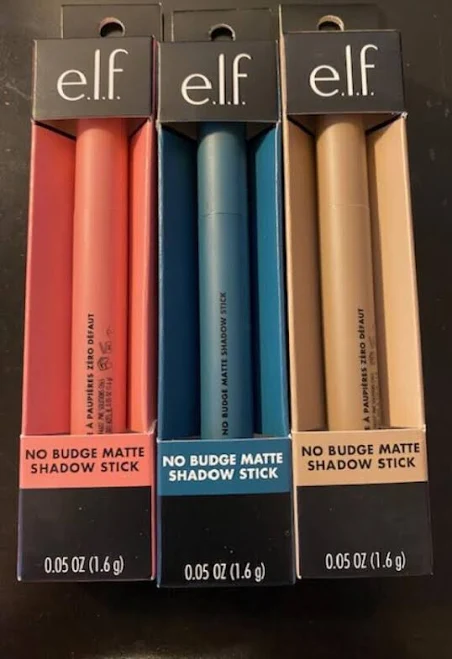 e.l.f.
À PAUPIÈRES ZÉRO DÉFAUT
NO BUDGE MATTE
SHADOW STICK
0.05 OZ (1.6 g)
e.l.f.
NO BUDGE MATTE SHADOW STICK
NO BUDGE MATTE
SHADOW STICK
0.05 OZ (1.6 g)
e.l.f.
À PAUPIÈRES ZÉRO DÉFAUT
NO BUDGE MATTE
SHADOW STICK
0.05 OZ (1.6 g)